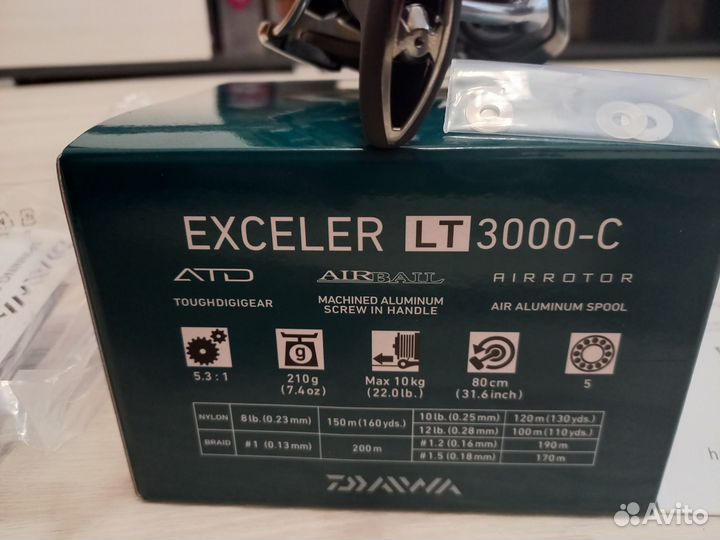 EXCELER LT 3000-C
ATD AIRBAIL AIRROTOR
TOUGHDIGIGEAR MACHINED ALUMINUM SCREW IN HANDLE AIR ALUMINUM SPOOL
g
5.3 : 1 210g (7.4oz) Max 10kg (22.0lb.) 80cm (31.6inch) 5
NYLON 8lb. (0.23mm) 150m(160yds.) 10lb. (0.25mm) 120m(130yds.)
12lb. (0.28mm) 100m(110yds.)
BRAID #1 (0.13mm) 200m #1.2 (0.16mm) 190m
#1.5 (0.18mm) 170m
DAIWA
Avito